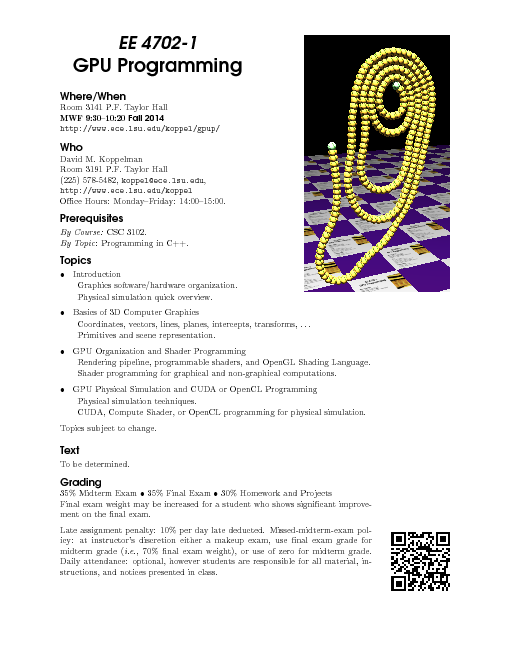 EE 4702-1
GPU Programming
Where/When
Room 3141 P.F. Taylor Hall
MWF 9:30–10:20 Fall 2014
http://www.ece.lsu.edu/koppel/gpup/
Who
David M. Koppelman
Room 3191 P.F. Taylor Hall
(225) 578-5482, koppel@ece.lsu.edu,
http://www.ece.lsu.edu/koppel
Office Hours: Monday–Friday: 14:00–15:00.
Prerequisites
By Course: CSC 3102.
By Topic: Programming in C++.
Topics
• Introduction
Graphics software/hardware organization.
Physical simulation quick overview.
• Basics of 3D Computer Graphics
Coordinates, vectors, lines, planes, intercepts, transforms, ...
Primitives and scene representation.
• GPU Organization and Shader Programming
Rendering pipeline, programmable shaders, and OpenGL Shading Language.
Shader programming for graphical and non-graphical computations.
• GPU Physical Simulation and CUDA or OpenCL Programming
Physical simulation techniques.
CUDA, Compute Shader, or OpenCL programming for physical simulation.
Topics subject to change.
Text
To be determined.
Grading
35% Midterm Exam • 35% Final Exam • 30% Homework and Projects
Final exam weight may be increased for a student who shows significant improve-
ment on the final exam.
Late assignment penalty: 10% per day late deducted. Missed-midterm-exam pol-
icy: at instructor's discretion either a makeup exam, use final exam grade for
midterm grade (i.e., 70% final exam weight), or use of zero for midterm grade.
Daily attendance: optional, however students are responsible for all material, in-
structions, and notices presented in class.